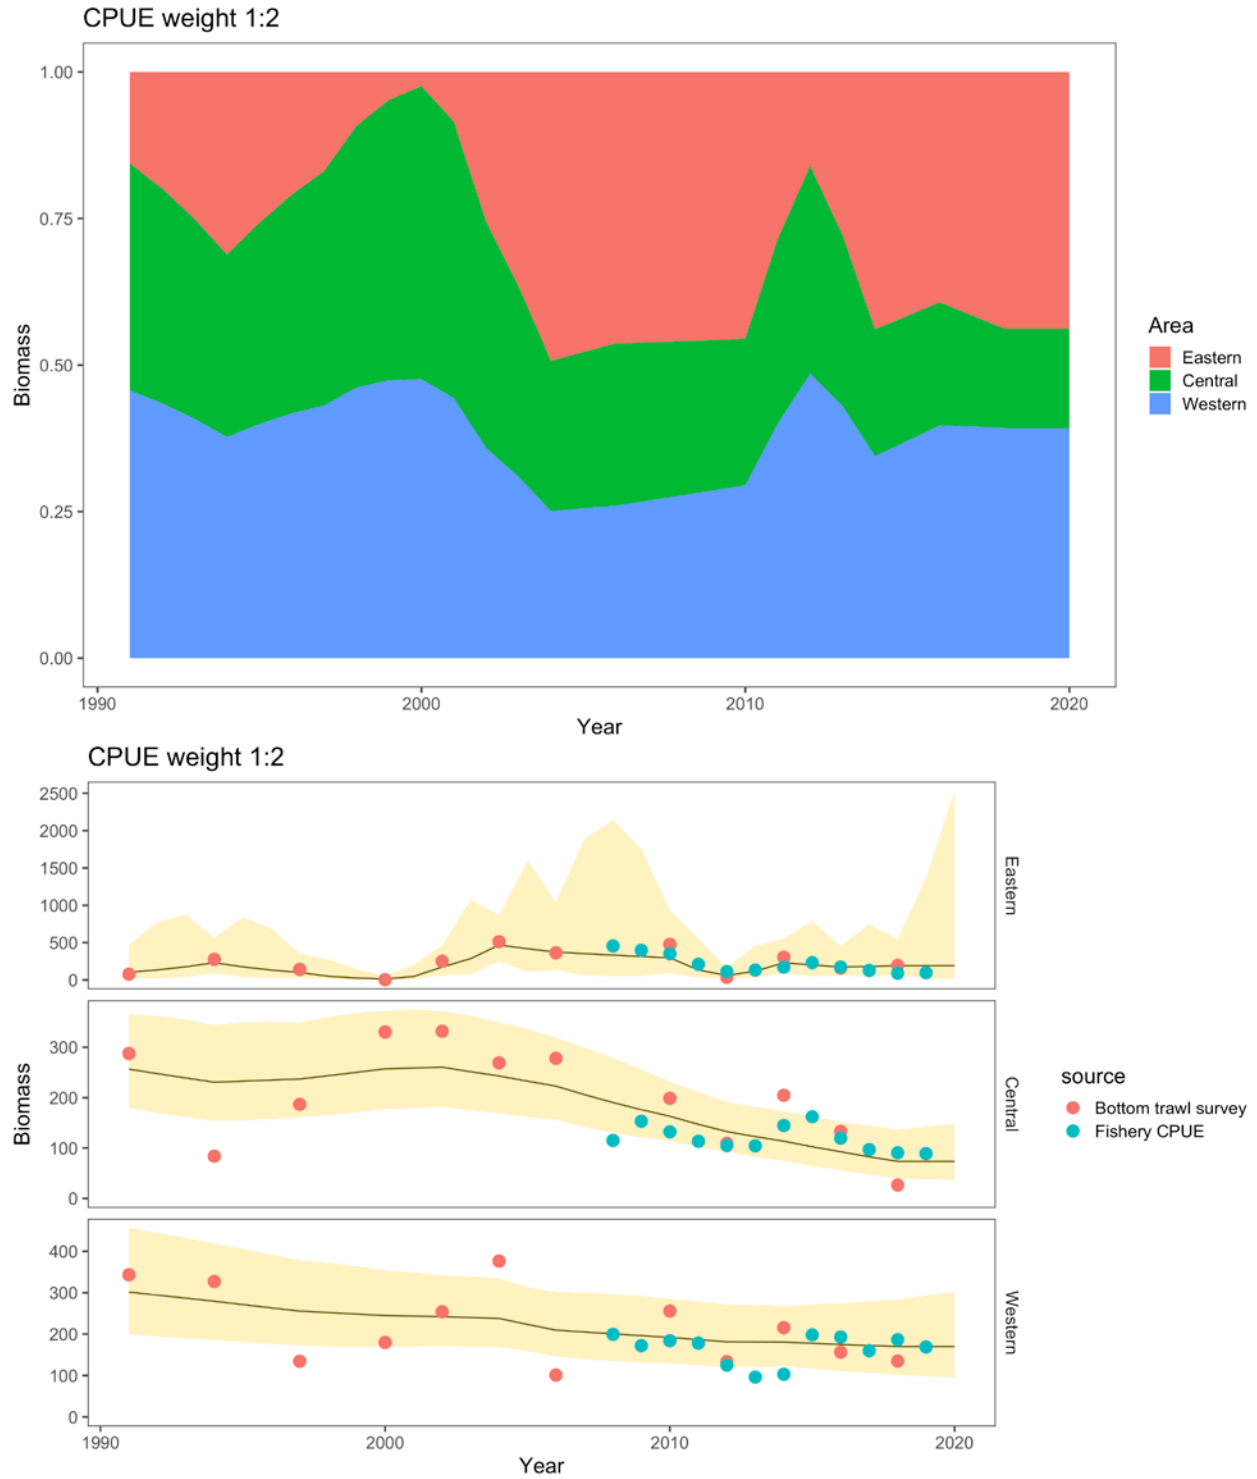 CPUE weight 1:2
1.00
0.75
0.50
0.25
0.00
Biomass
1990 2000 2010 2020
Year
Area
Eastern
Central
Western
CPUE weight 1:2
2500
2000
1500
1000
500
0
Eastern
300
200
100
0
Central
Biomass
400
300
200
100
0
Western
1990 2000 2010 2020
Year
source
Bottom trawl survey
Fishery CPUE